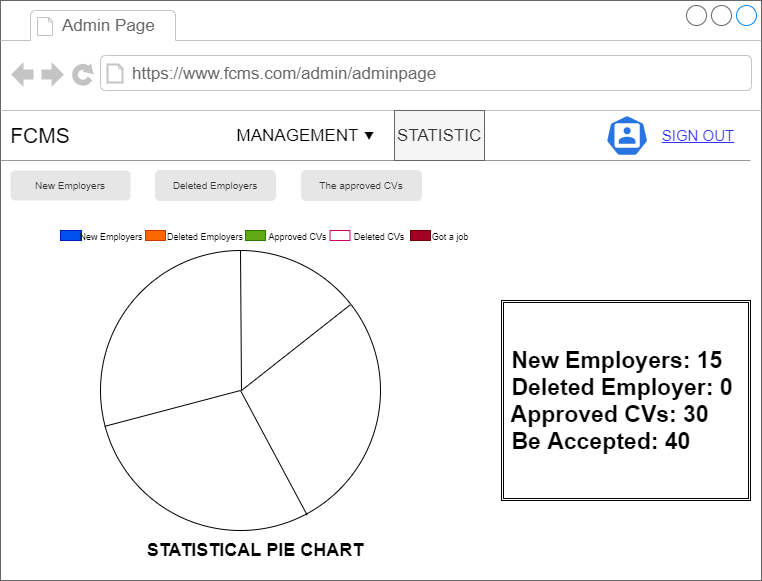 Admin Page
https://www.fcms.com/admin/adminpage
FCMS MANAGEMENT ▼ STATISTIC SIGN OUT
New Employers Deleted Employers The approved CVs
New Employers Deleted Employers Approved CVs Deleted CVs Got a job
New Employers: 15
Deleted Employer: 0
Approved CVs: 30
Be Accepted: 40
STATISTICAL PIE CHART